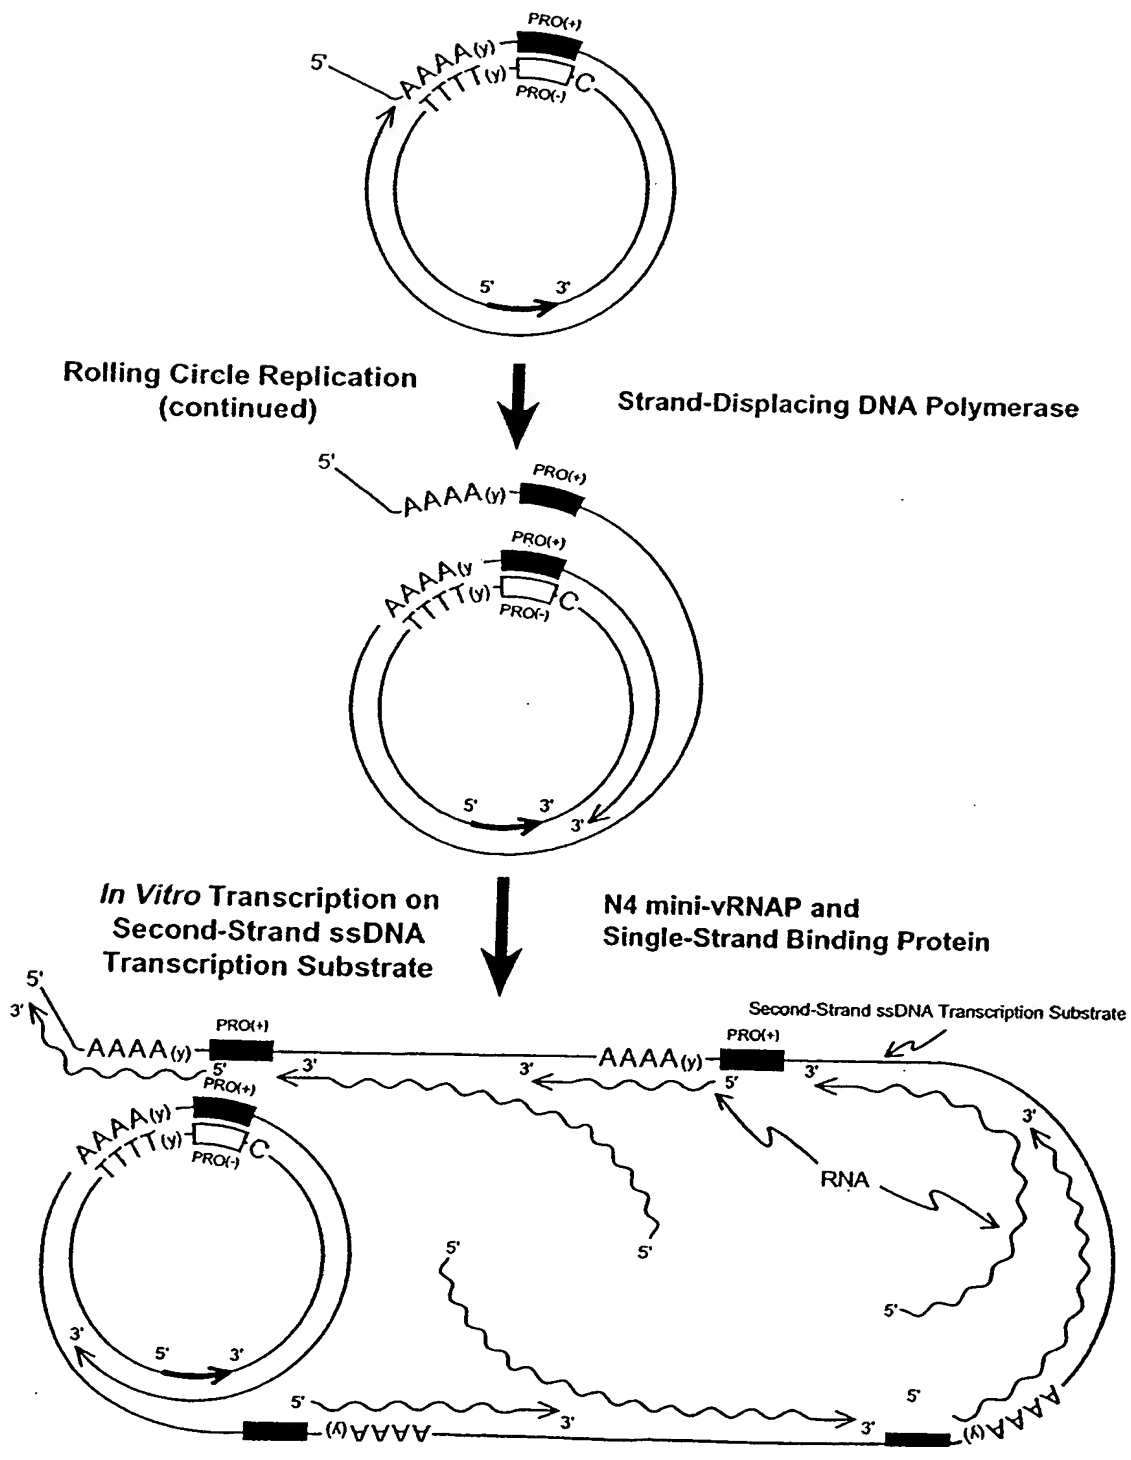 PRO(+)
5'
AAAA(y)
TTTT(y)
C
PRO(-)
5'
3'
Rolling Circle Replication
(continued)
Strand-Displacing DNA Polymerase
5'
PRO(+)
AAAA(y)
PRO(+)
AAAA(y
TTTT(y)
C
PRO(-)
5'
3'
3'
In Vitro Transcription on
Second-Strand ssDNA
Transcription Substrate
N4 mini-vRNAP and
Single-Strand Binding Protein
5'
3'
Second-Strand ssDNA Transcription Substrate
PRO(+)
PRO(+)
AAAA(y)
AAAA(y)
5'
3'
3'
5'
3'
PRO(+)
AAAA(y)
TTTT(y)
C
PRO(-)
3'
RNA
5'
5'
5'
3'
5'
3'
5'
5'
3'
3'
(y)AAAA
(y)AAAA